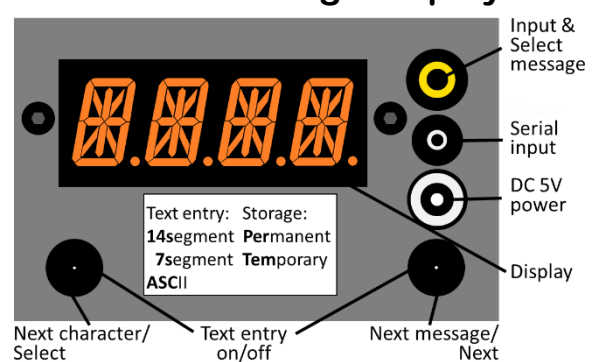 Input &
Select
message
Serial
input
DC 5V
power
Text entry: Storage:
14segment Permanent
7segment Temporary
ASCII
Display
Next character/
Select
Text entry
on/off
Next message/
Next